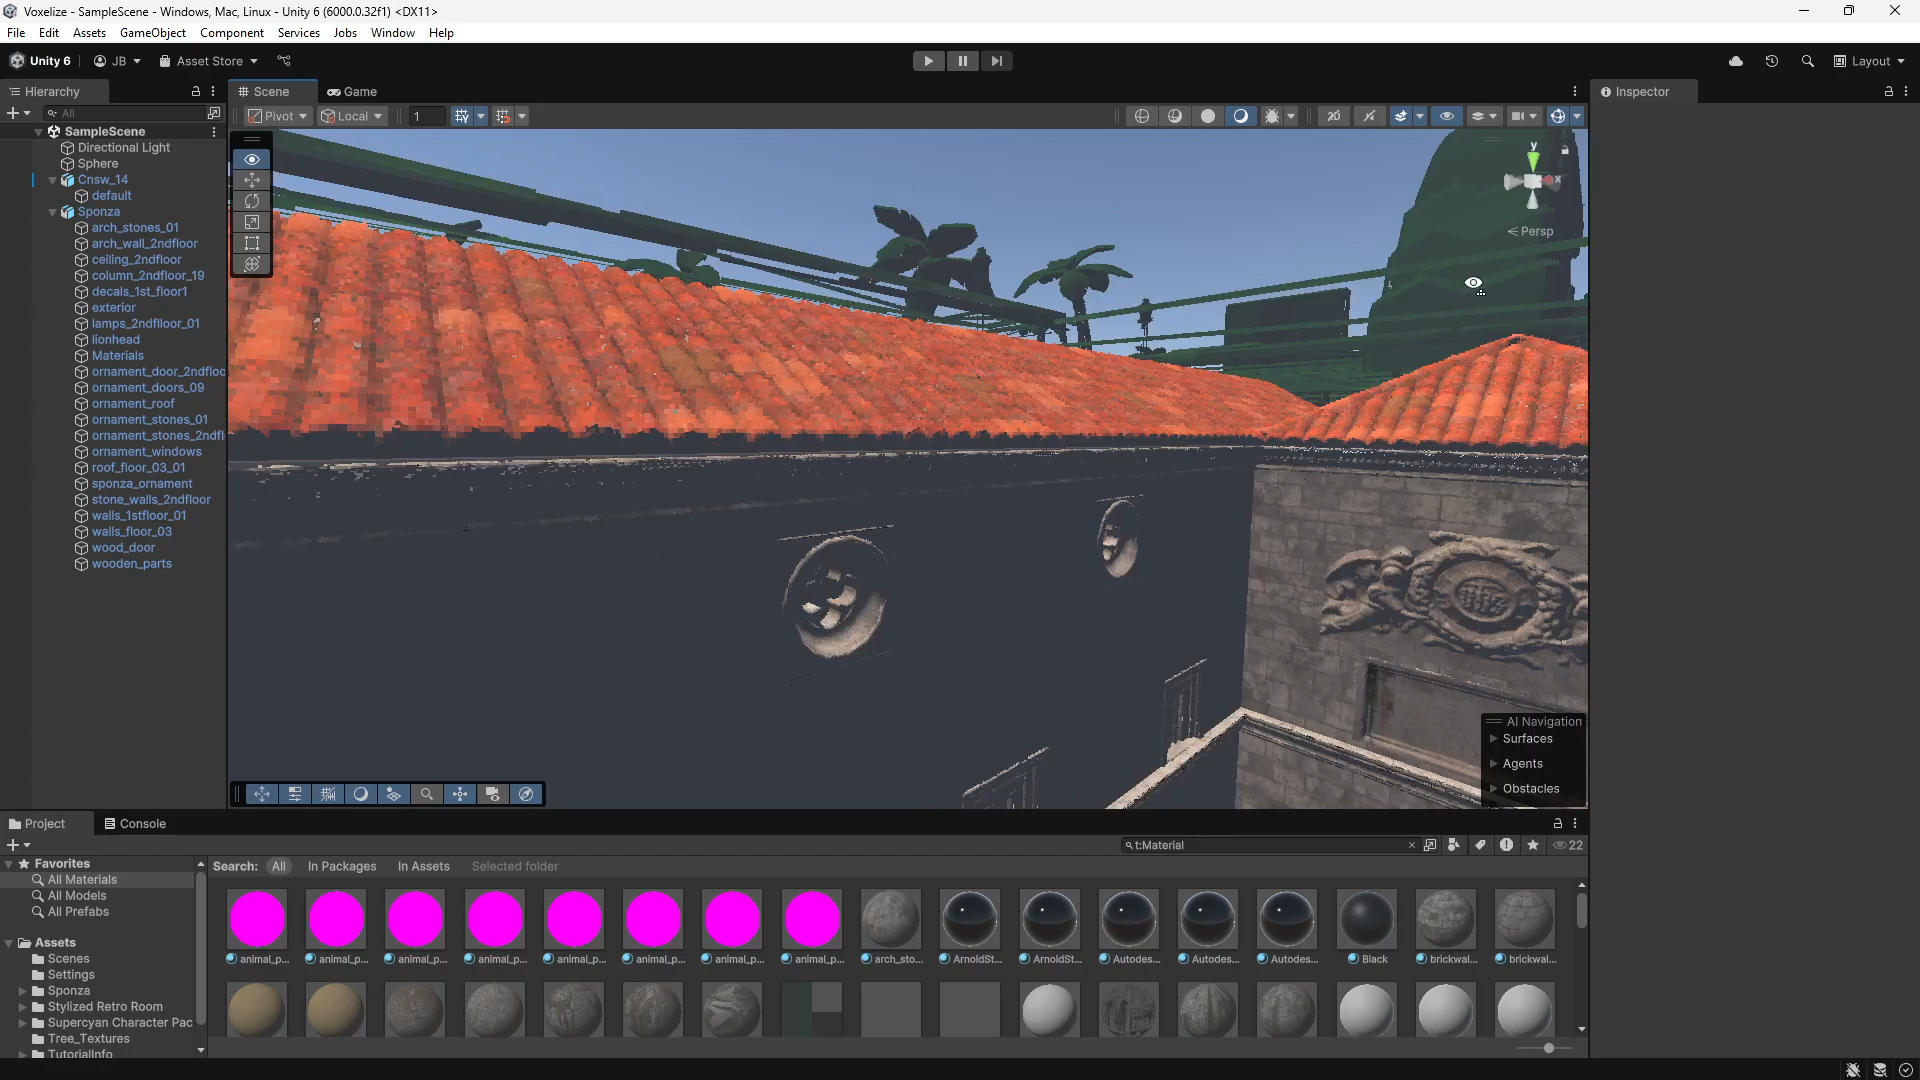 Voxelize - SampleScene - Windows, Mac, Linux - Unity 6 (6000.0.32f1) <DX11>
File Edit Assets GameObject Component Services Jobs Window Help
Unity 6 JB Asset Store Layout
Hierarchy
All
SampleScene
Directional Light
Sphere
Cnsw_14
default
Sponza
arch_stones_01
arch_wall_2ndfloor
ceiling_2ndfloor
column_2ndfloor_19
decals_1st_floor1
exterior
lamps_2ndflloor_01
lionhead
Materials
ornament_door_2ndfloo
ornament_doors_09
ornament_roof
ornament_stones_01
ornament_stones_2ndfl
ornament_windows
roof_floor_03_01
sponza_ornament
stone_walls_2ndfloor
walls_1stfloor_01
walls_floor_03
wood_door
wooden_parts
Scene Game
Pivot Local 1 2D
y
x
Persp
AI Navigation
Surfaces
Agents
Obstacles
Inspector
Project Console
t:Material 22
Favorites
All Materials
All Models
All Prefabs
Assets
Scenes
Settings
Sponza
Stylized Retro Room
Supercyan Character Pac
Tree_Textures
TutorialInfo
Search: All In Packages In Assets Selected folder
animal_p... animal_p... animal_p... animal_p... animal_p... animal_p... animal_p... animal_p... arch_sto... ArnoldSt... ArnoldSt... Autodes... Autodes... Autodes... Black brickwal... brickwal...